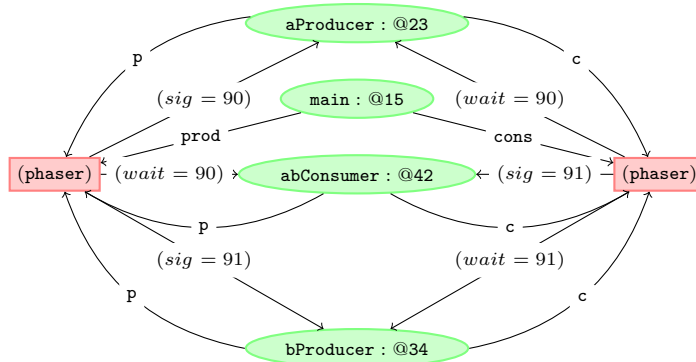 aProducer : @23
p
c
(sig = 90)
main : @15
(wait = 90)
prod
cons
(phaser)
(wait = 90)
abConsumer : @42
(sig = 91)
(phaser)
p
c
(sig = 91)
(wait = 91)
p
c
bProducer : @34